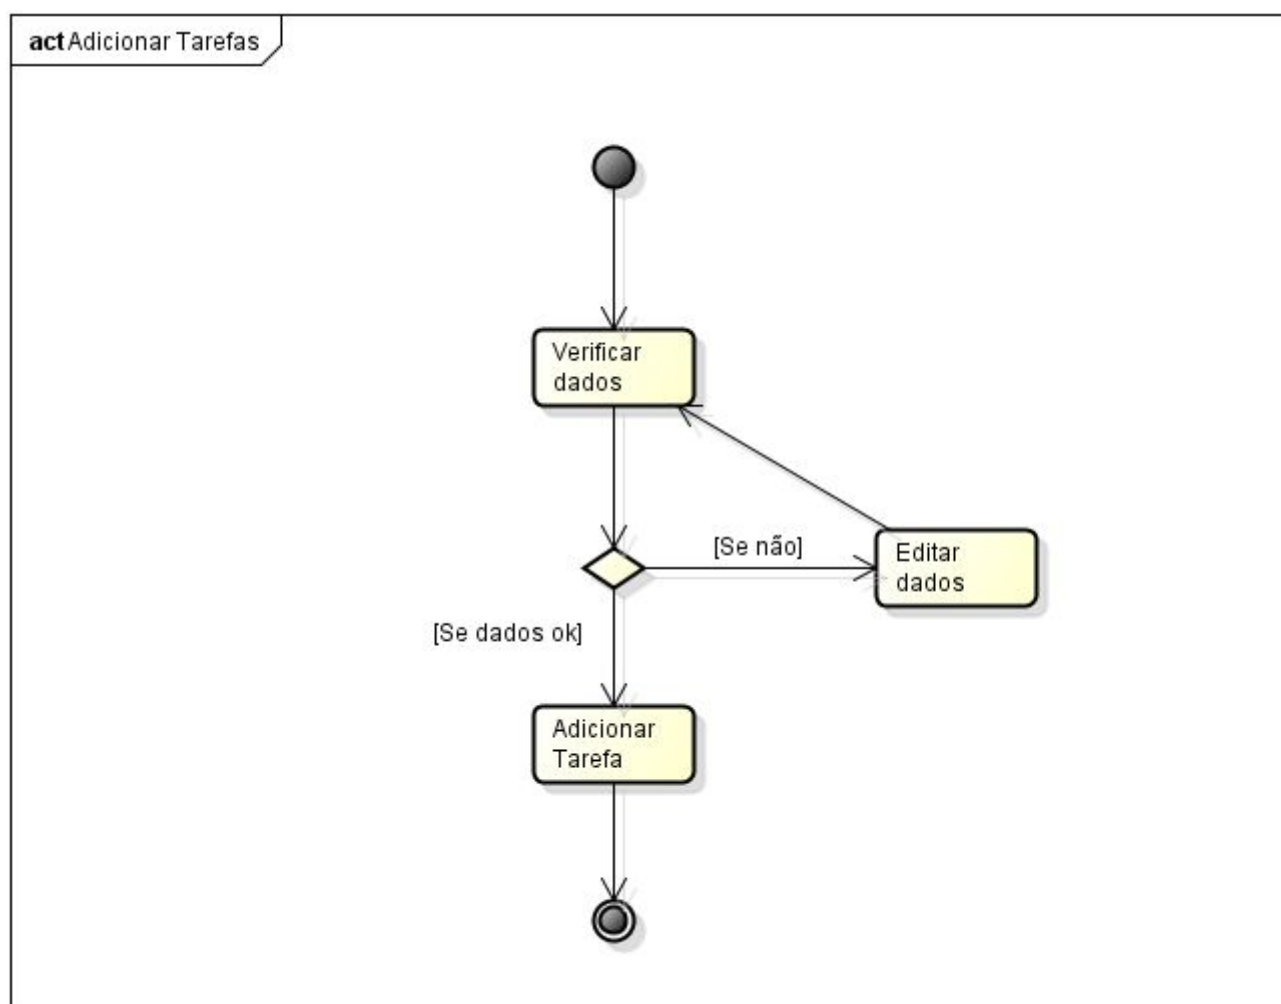 act Adicionar Tarefas
Verificar
dados
[Se não]
Editar
dados
[Se dados ok]
Adicionar
Tarefa